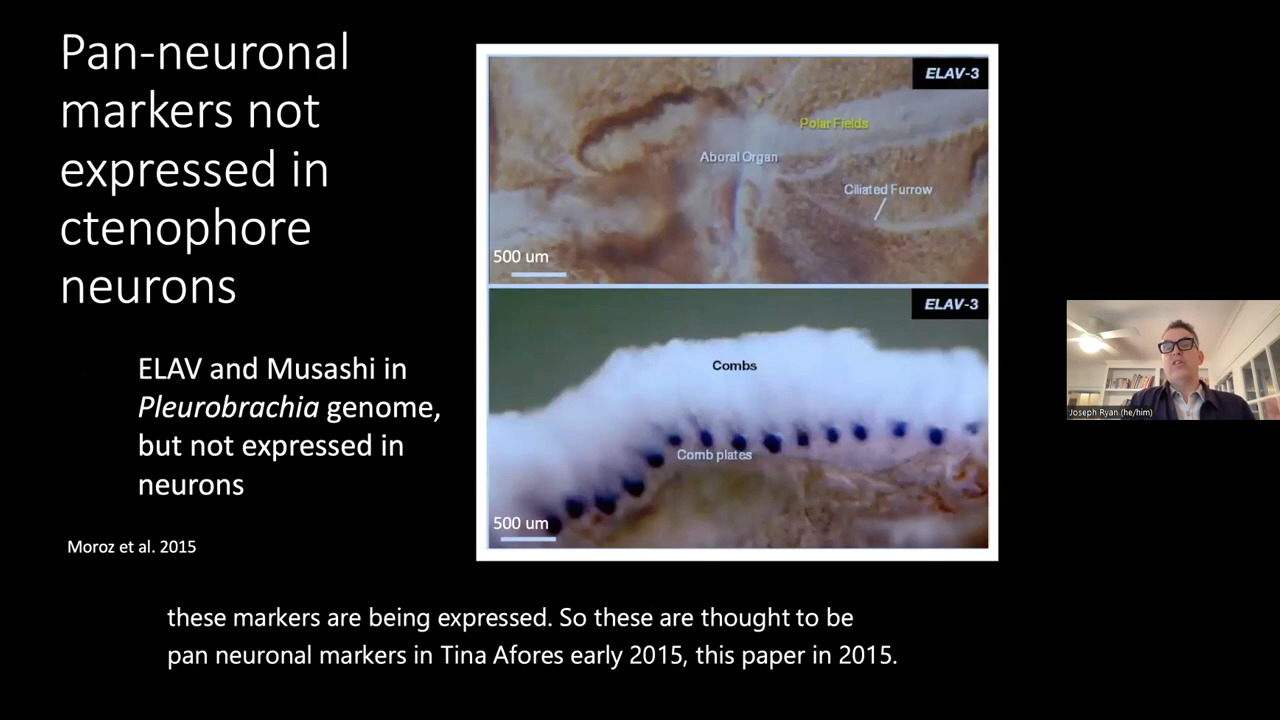 Pan-neuronal
markers not
expressed in
ctenophore
neurons
ELAV and Musashi in
Pleurobrachia genome,
but not expressed in
neurons
Moroz et al. 2015
ELAV-3
Polar Fields
Aboral Organ
Ciliated Furrow
500 um
ELAV-3
Combs
Comb plates
500 um
Joseph Ryan (he/him)
these markers are being expressed. So these are thought to be
pan neuronal markers in Tina Afores early 2015, this paper in 2015.